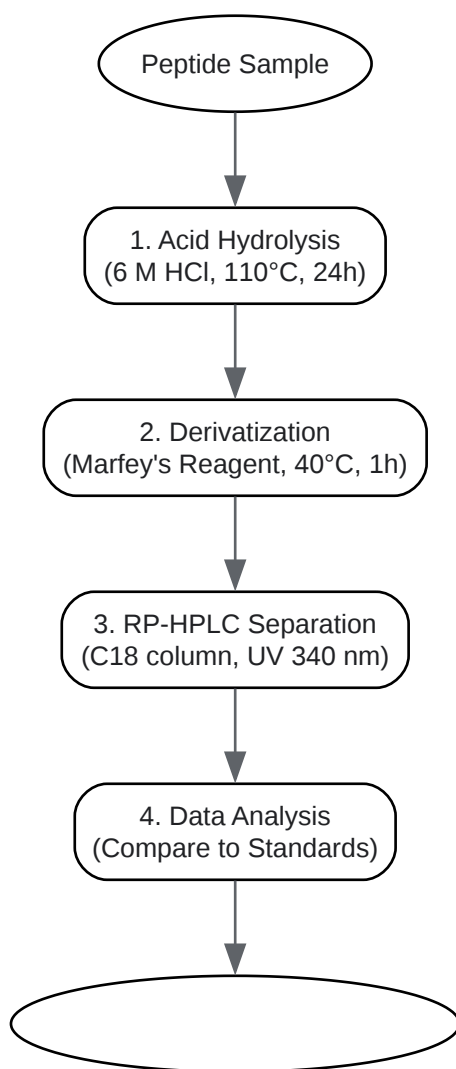 Peptide Sample
1. Acid Hydrolysis
(6 M HCl, 110°C, 24h)
2. Derivatization
(Marfey's Reagent, 40°C, 1h)
3. RP-HPLC Separation
(C18 column, UV 340 nm)
4. Data Analysis
(Compare to Standards)